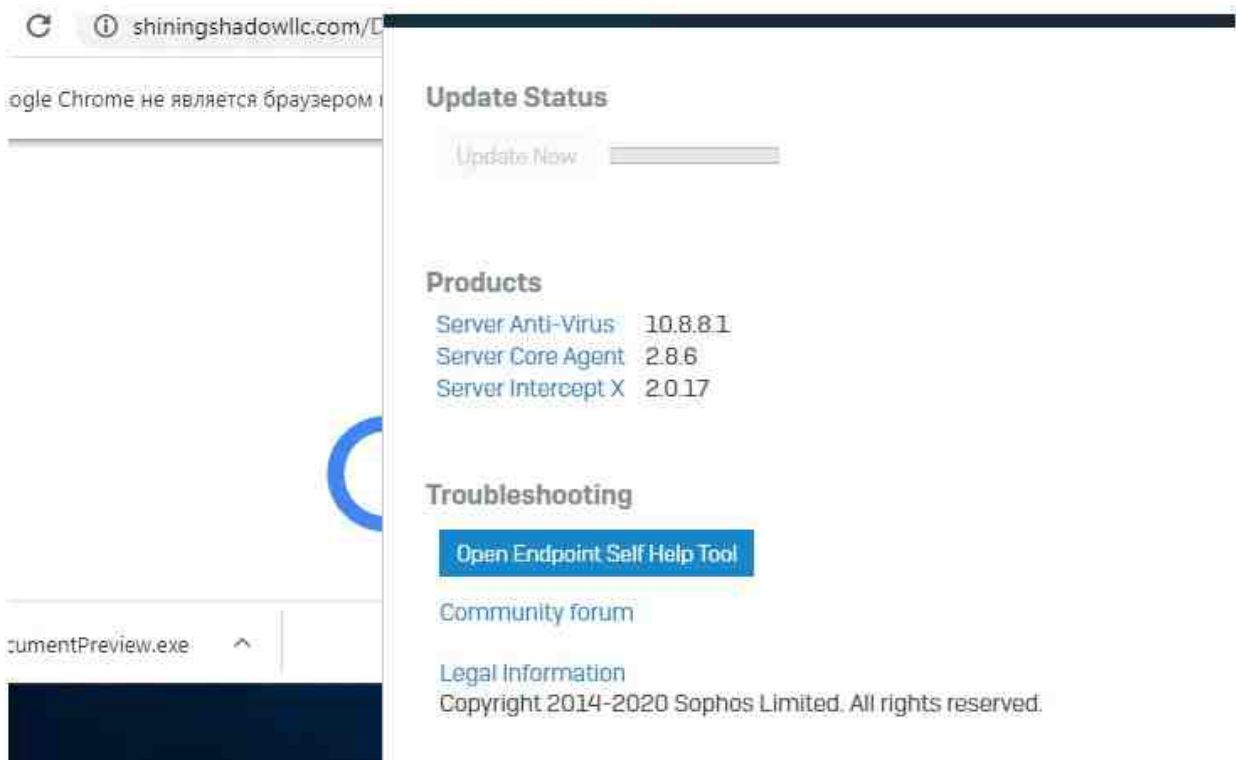 shiningshadowllc.com/D
ogle Chrome не является браузером
Update Status
Update Now
Products
Server Anti-Virus 10.8.8.1
Server Core Agent 2.8.6
Server Intercept X 2.0.17
Troubleshooting
Open Endpoint Self Help Tool
Community forum
cumentPreview.exe
Legal Information
Copyright 2014-2020 Sophos Limited. All rights reserved.